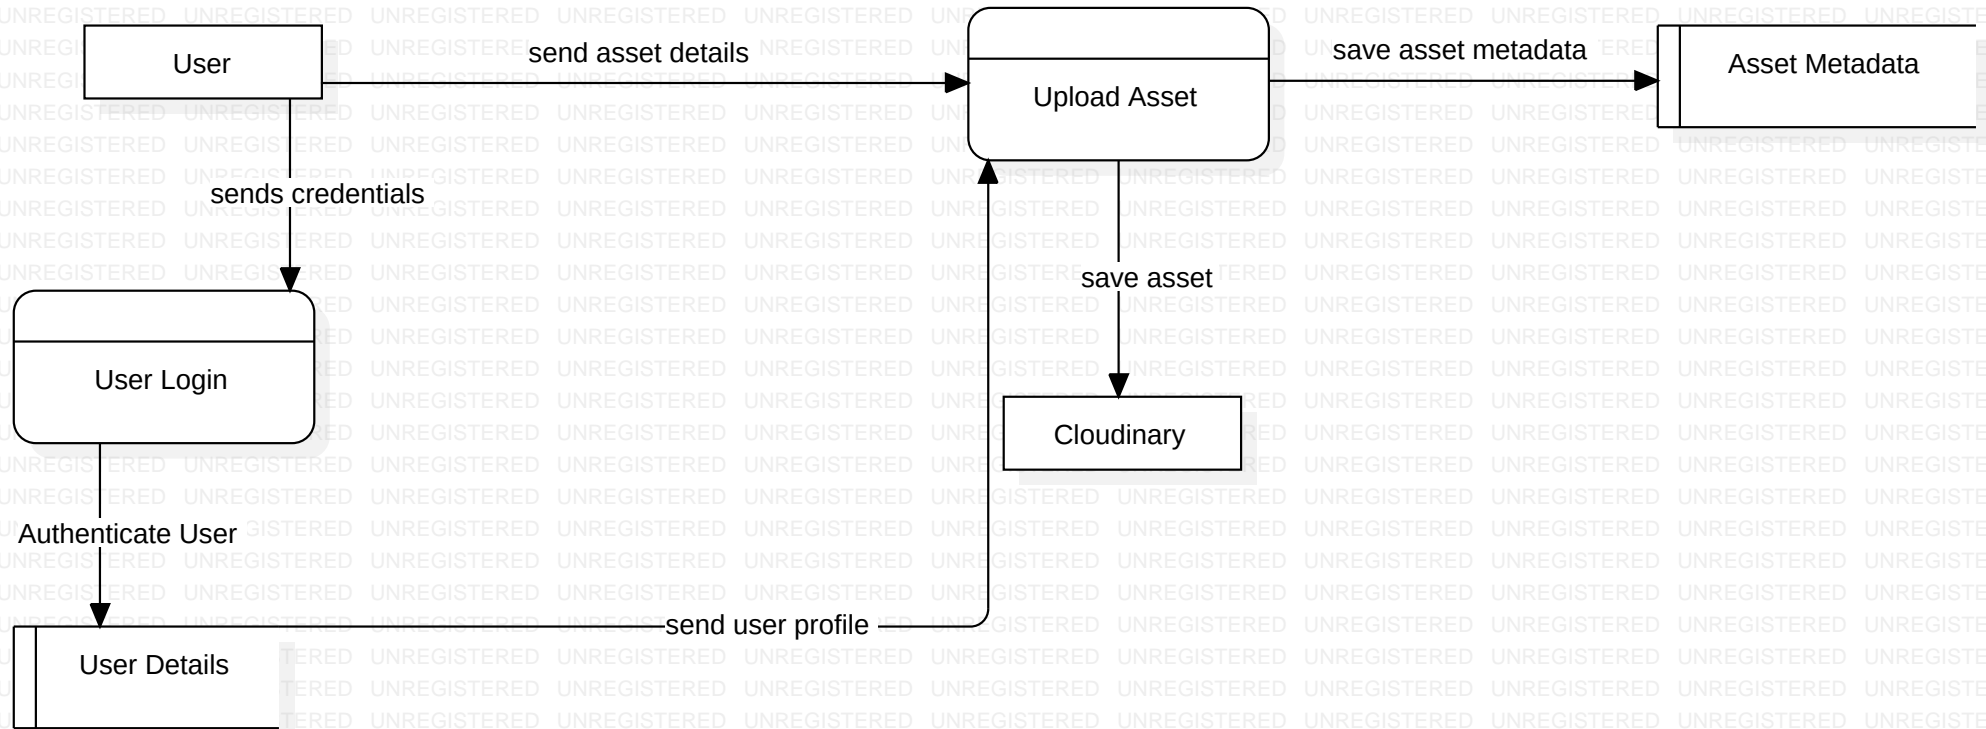 User
send asset details
Upload Asset
save asset metadata
Asset Metadata
sends credentials
save asset
User Login
Cloudinary
Authenticate User
send user profile
User Details
UNREGISTERED